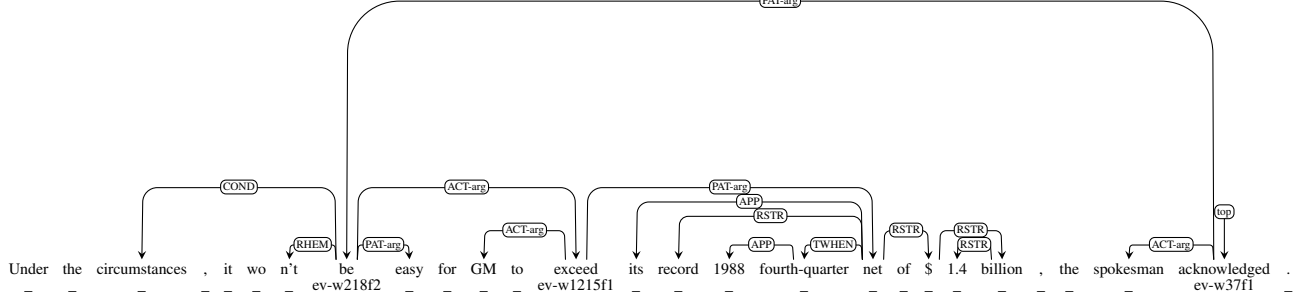 PAT-arg
COND ACT-arg PAT-arg
APP
RSTR
top
ACT-arg RSTR RSTR
RHEM PAT-arg APP TWHEN RSTR ACT-arg
Under the circumstances , it wo n't be easy for GM to exceed its record 1988 fourth-quarter net of $ 1.4 billion , the spokesman acknowledged .
_ _ _ _ _ _ _ ev-w218f2 _ _ _ _ ev-w1215f1 _ _ _ _ _ _ _ _ _ _ _ _ ev-w37f1 _